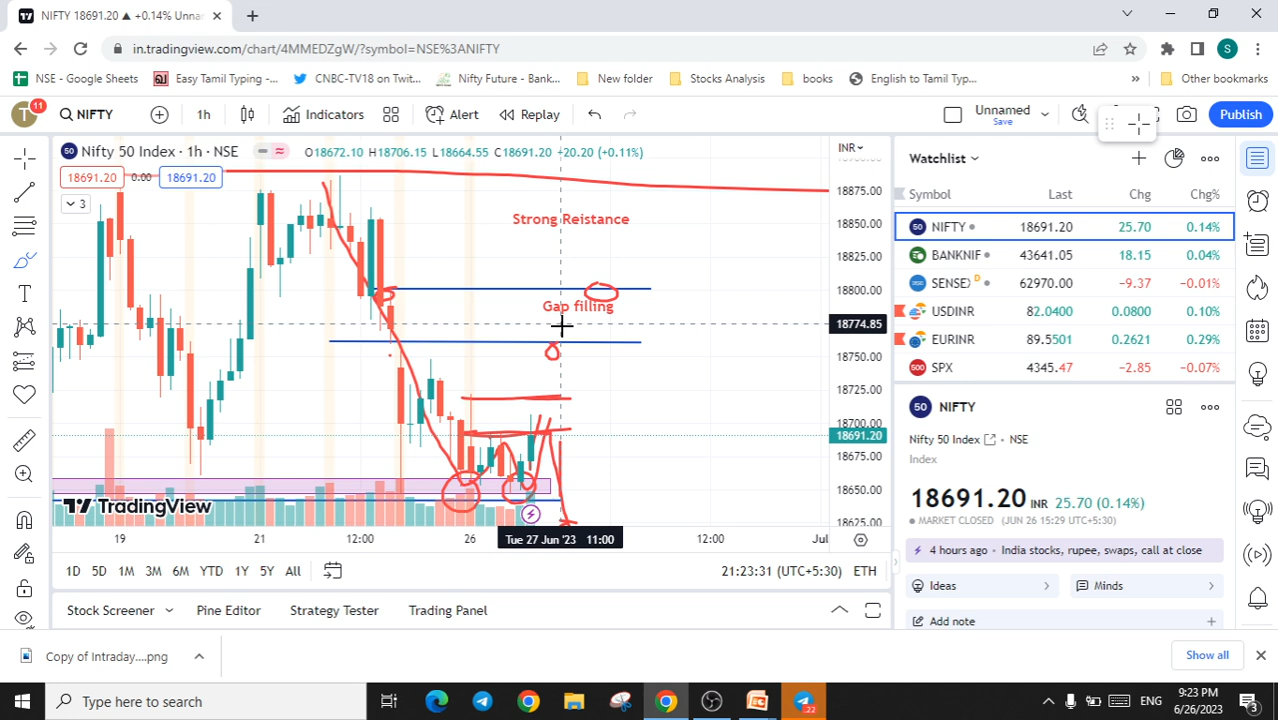 NIFTY 18691.20 ▲ +0.14% Unna
in.tradingview.com/chart/4MMEDZgW/?symbol=NSE%3ANIFTY
S
NSE - Google Sheets
Easy Tamil Typing -...
CNBC-TV18 on Twit...
Nifty Future - Bank...
New folder
Stocks Analysis
books
English to Tamil Typ...
»
Other bookmarks
T
11
NIFTY
1h
Indicators
Alert
Replay
Unnamed
Save
Publish
50
Nifty 50 Index · 1h · NSE
O18672.10 H18706.15 L18664.55 C18691.20 +20.20 (+0.11%)
INR
18691.20
0.00
18691.20
3
Strong Reistance
Gap filling
18875.00
18850.00
18825.00
18800.00
18774.85
18750.00
18725.00
18700.00
18691.20
18675.00
18650.00
18625.00
TradingView
19
21
12:00
26
Tue 27 Jun '23 11:00
12:00
Jul
1D
5D
1M
3M
6M
YTD
1Y
5Y
All
21:23:31 (UTC+5:30)
ETH
Stock Screener
Pine Editor
Strategy Tester
Trading Panel
Watchlist
Symbol Last Chg Chg%
NIFTY 18691.20 25.70 0.14%
BANKNIF 43641.05 18.15 0.04%
SENSEX D 62970.00 -9.37 -0.01%
USDINR 82.0400 0.0800 0.10%
EURINR 89.5501 0.2621 0.29%
SPX 4345.47 -2.85 -0.07%
50 NIFTY
Nifty 50 Index · NSE
Index
18691.20 INR 25.70 (0.14%)
MARKET CLOSED (JUN 26 15:29 UTC+5:30)
4 hours ago · India stocks, rupee, swaps, call at close
Ideas
Minds
Add note
Copy of Intraday....png
Show all
Type here to search
22
ENG
9:23 PM
6/26/2023
3